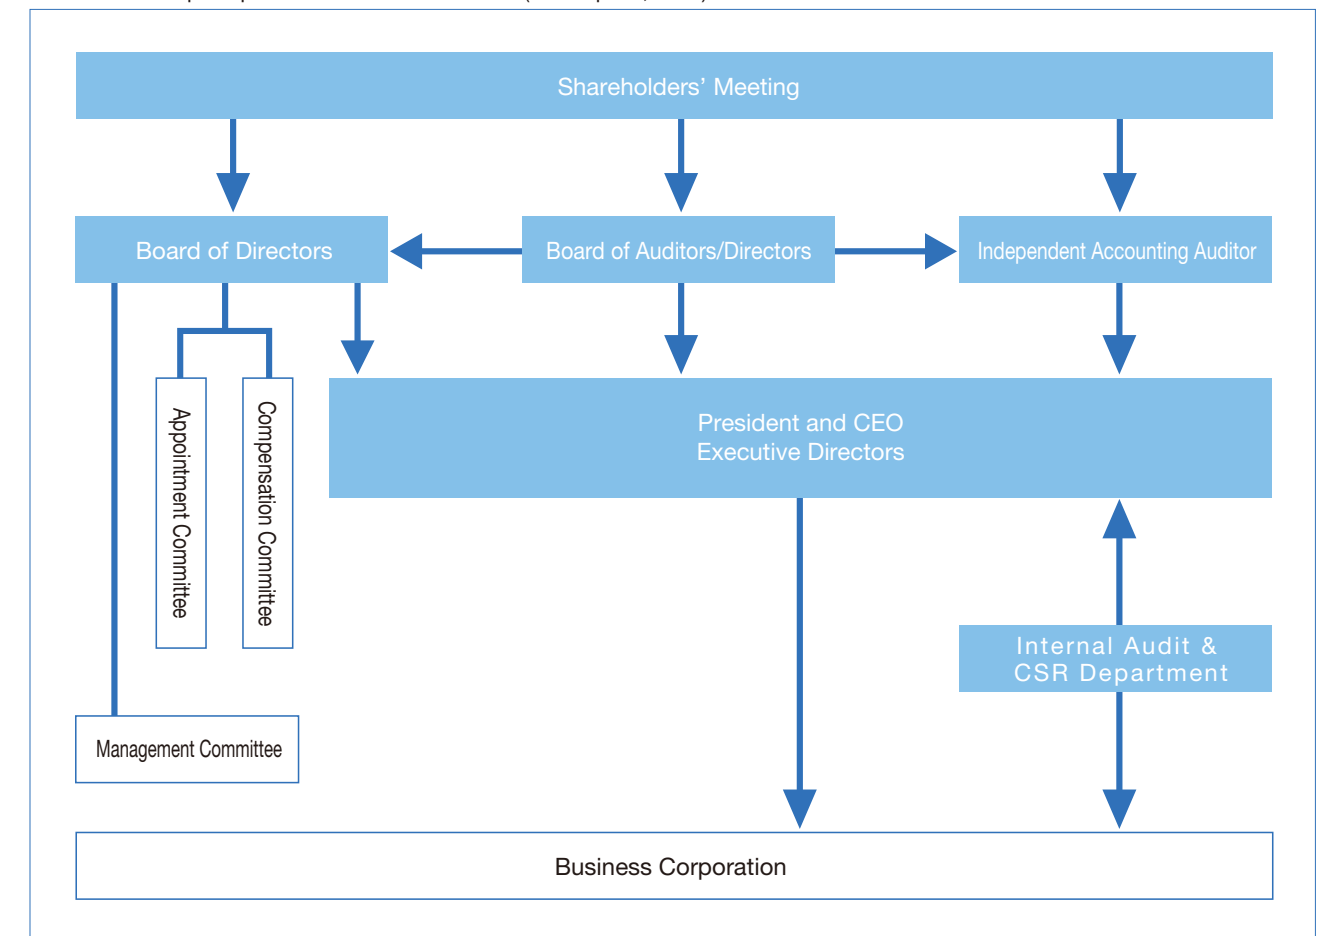 Shareholders’ Meeting
Board of Directors
Board of Auditors/Directors
Independent Accounting Auditor
Appointment Committee
Compensation Committee
President and CEO
Executive Directors
Internal Audit &
CSR Department
Management Committee
Business Corporation